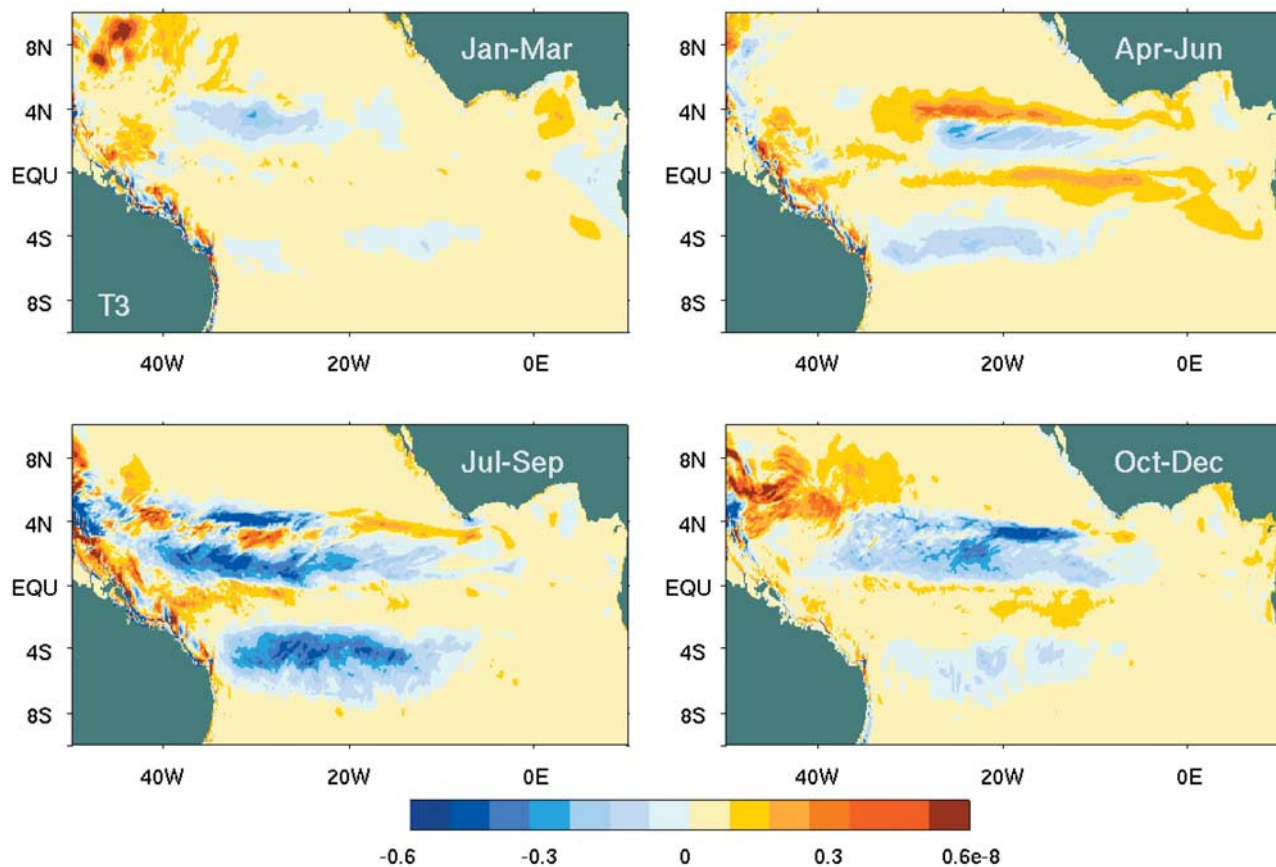 Jan-Mar
8N
4N
EQU
4S
8S
T3
40W 20W 0E
Apr-Jun
8N
4N
EQU
4S
8S
40W 20W 0E
Jul-Sep
8N
4N
EQU
4S
8S
40W 20W 0E
Oct-Dec
8N
4N
EQU
4S
8S
40W 20W 0E
-0.6 -0.3 0 0.3 0.6e-8